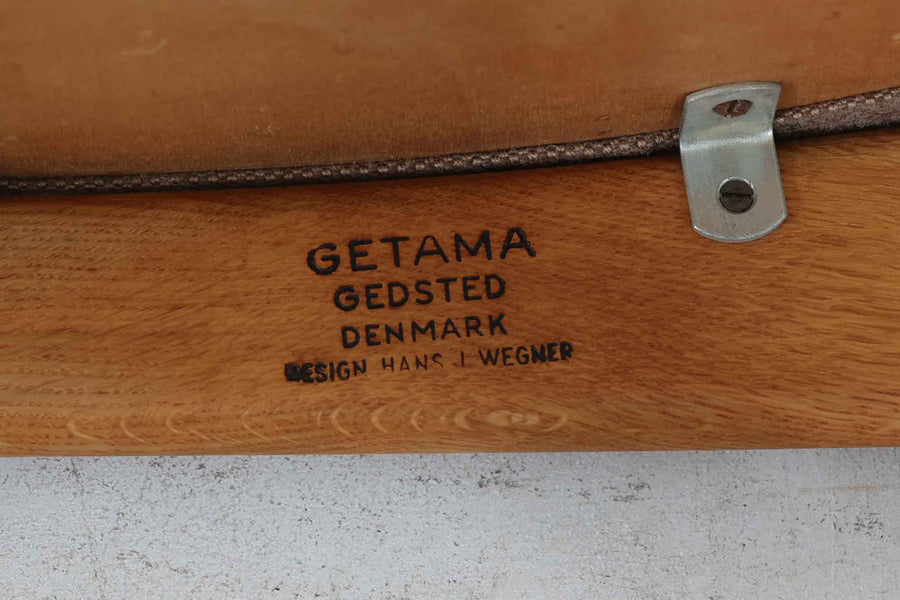 GETAMA
GEDSTED
DENMARK
DESIGN HANS J WEGNER